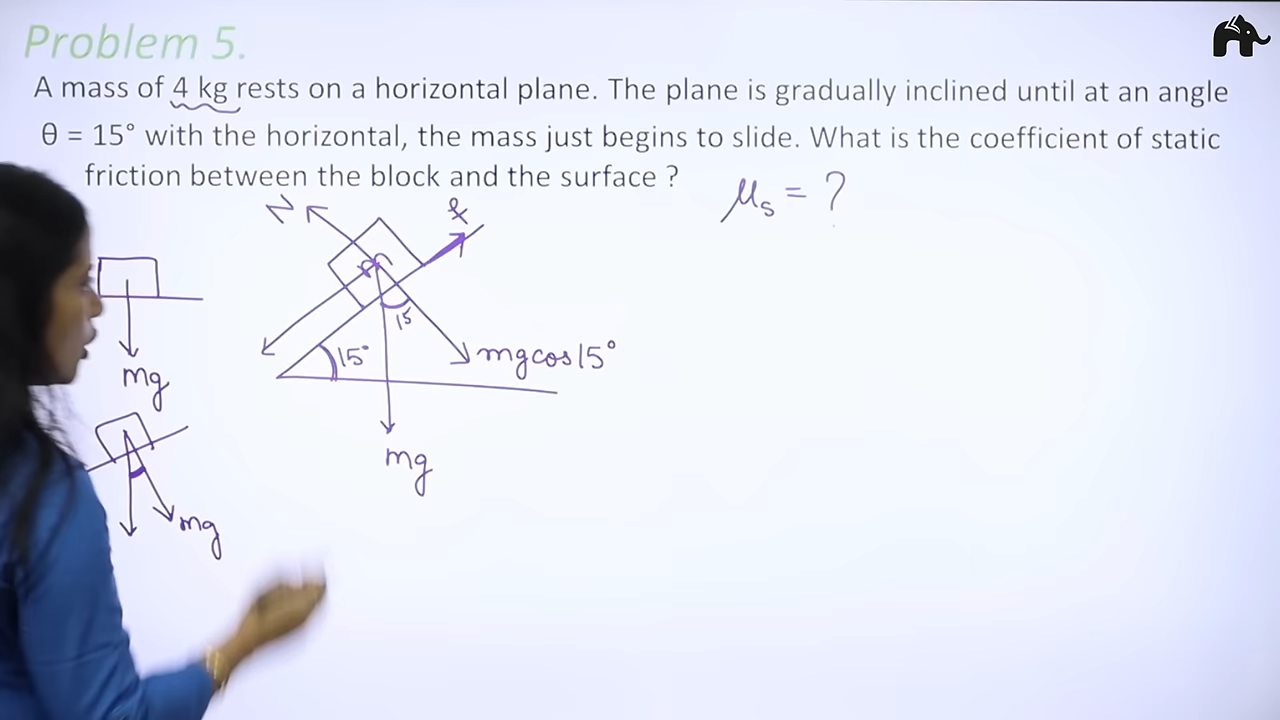 Problem 5.
A mass of 4 kg rests on a horizontal plane. The plane is gradually inclined until at an angle
θ = 15° with the horizontal, the mass just begins to slide. What is the coefficient of static
friction between the block and the surface ?
μs = ?
N
f
15
15°
mgcos15°
mg
mg
mg